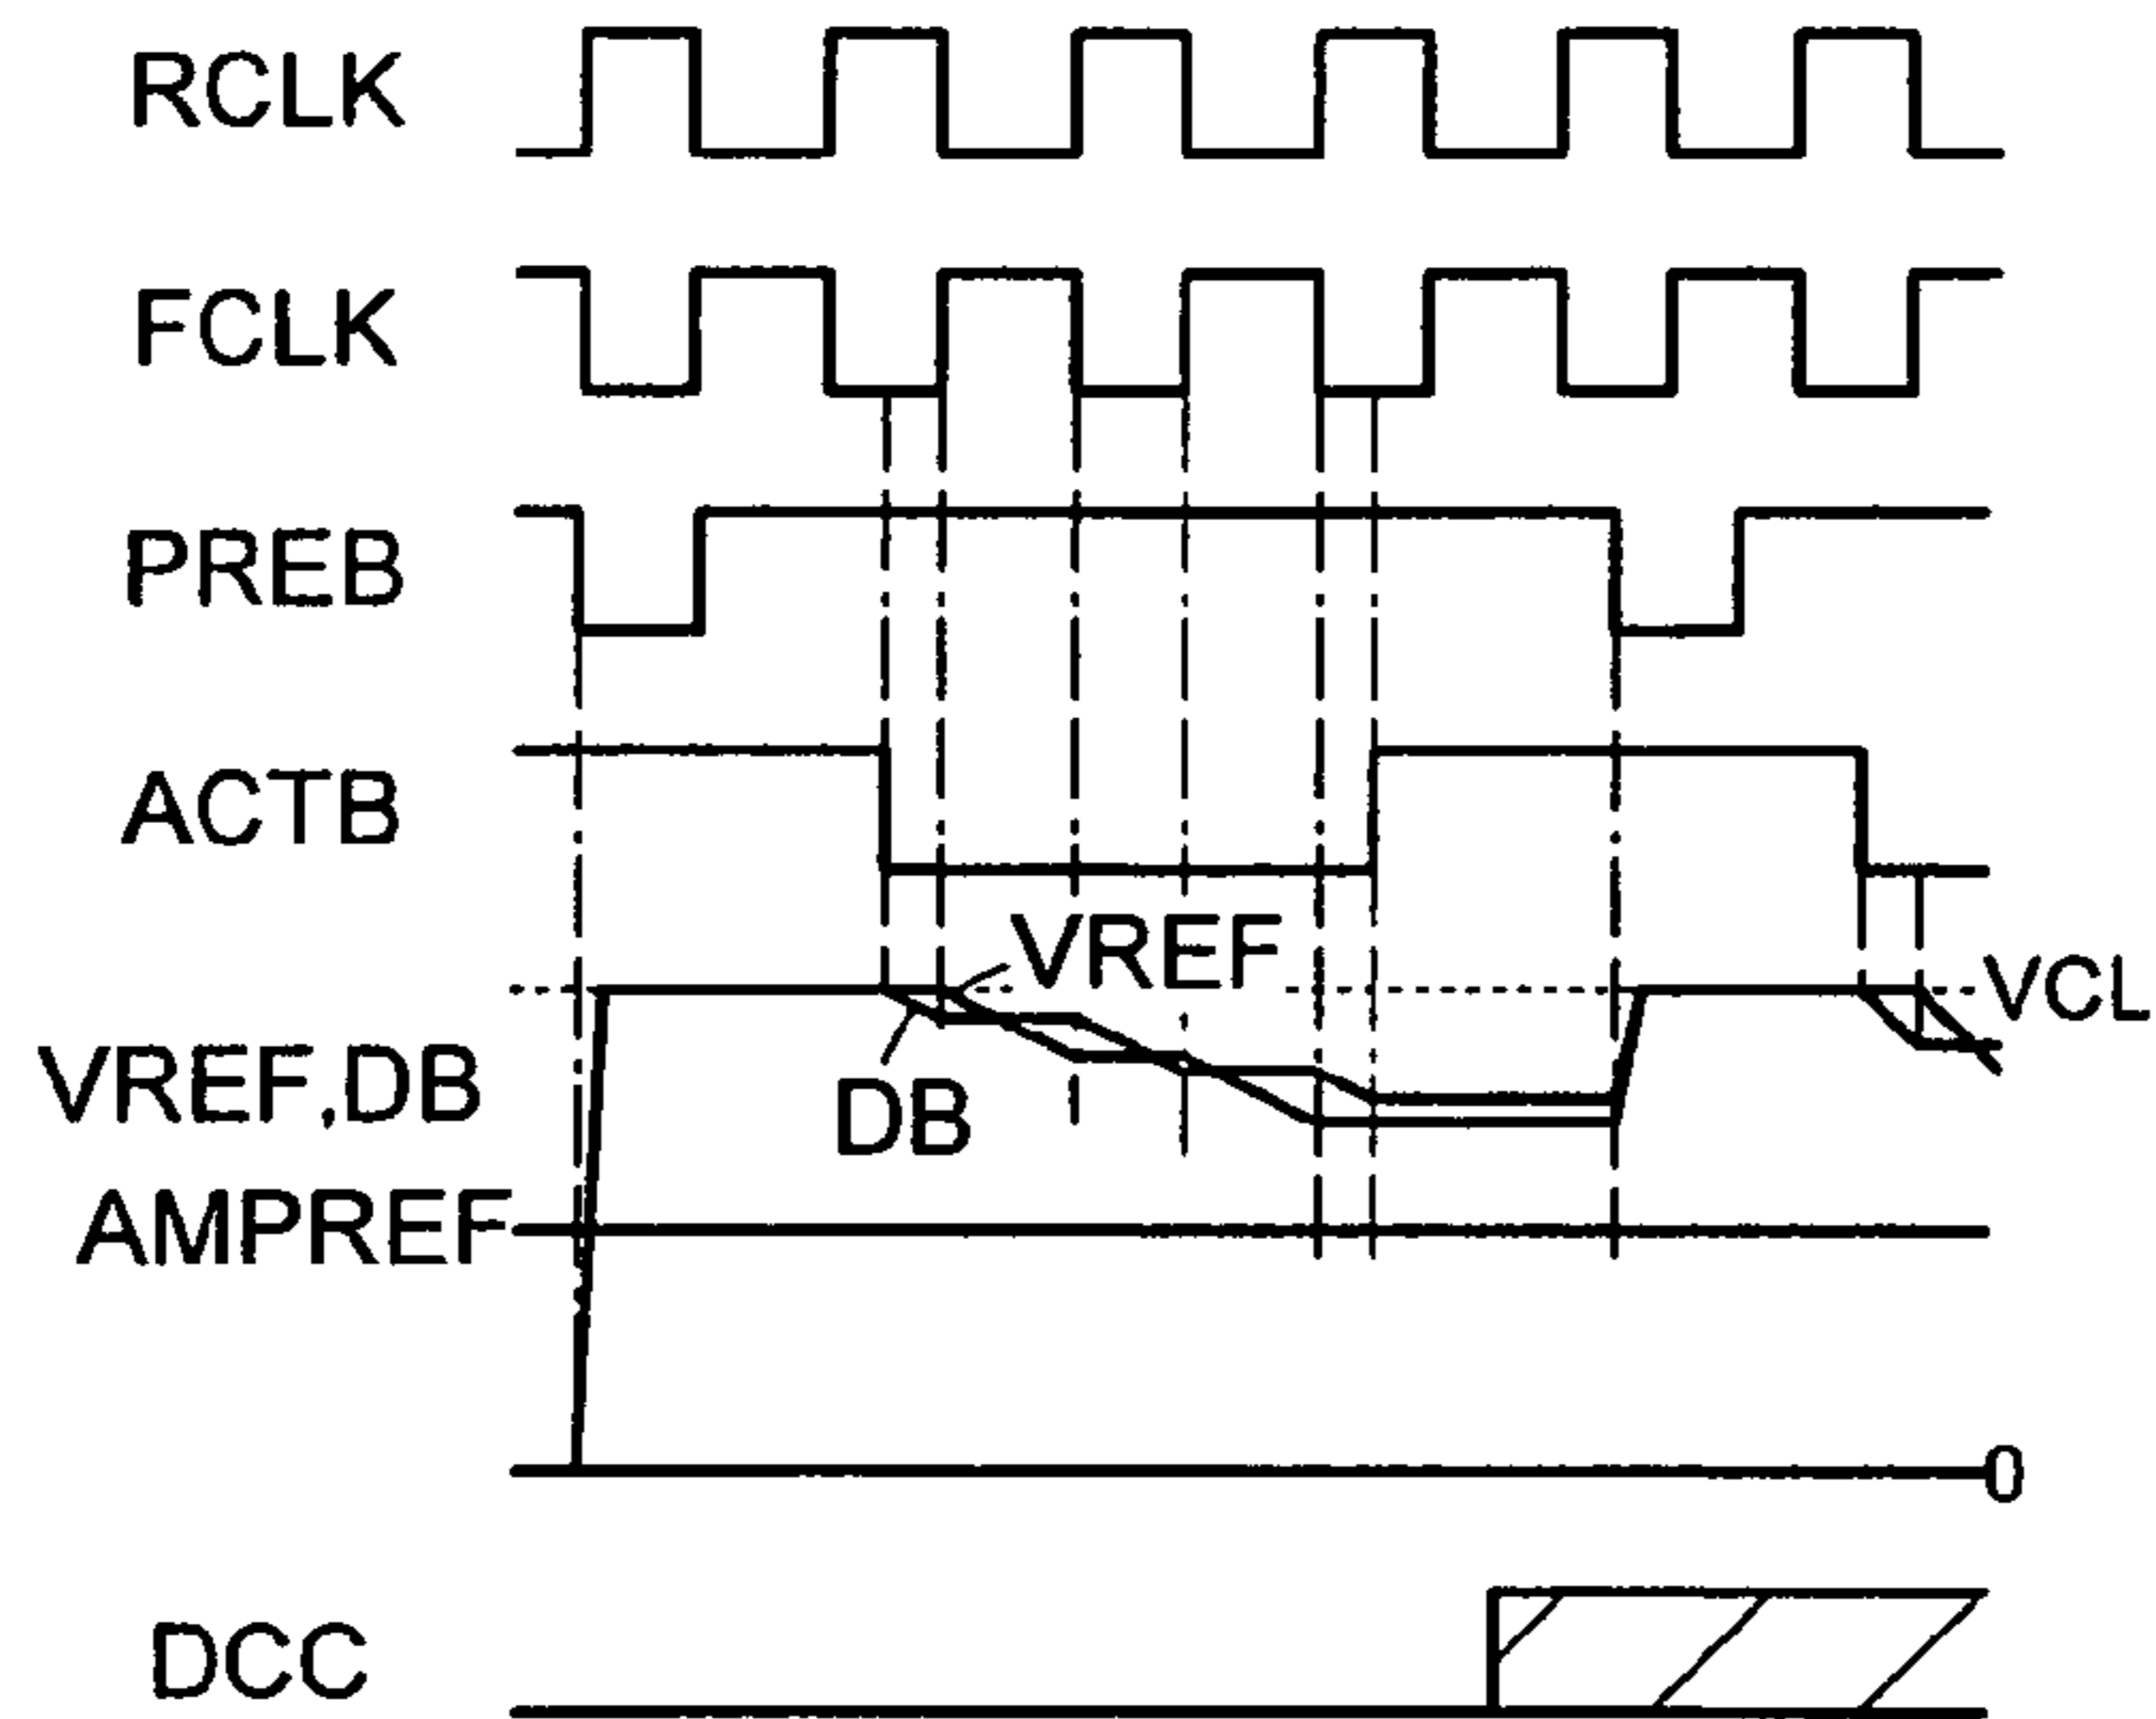 RCLK
FCLK
PREB
ACTB
VREF
VCL
VREF,DB
DB
AMPREF
0
DCC